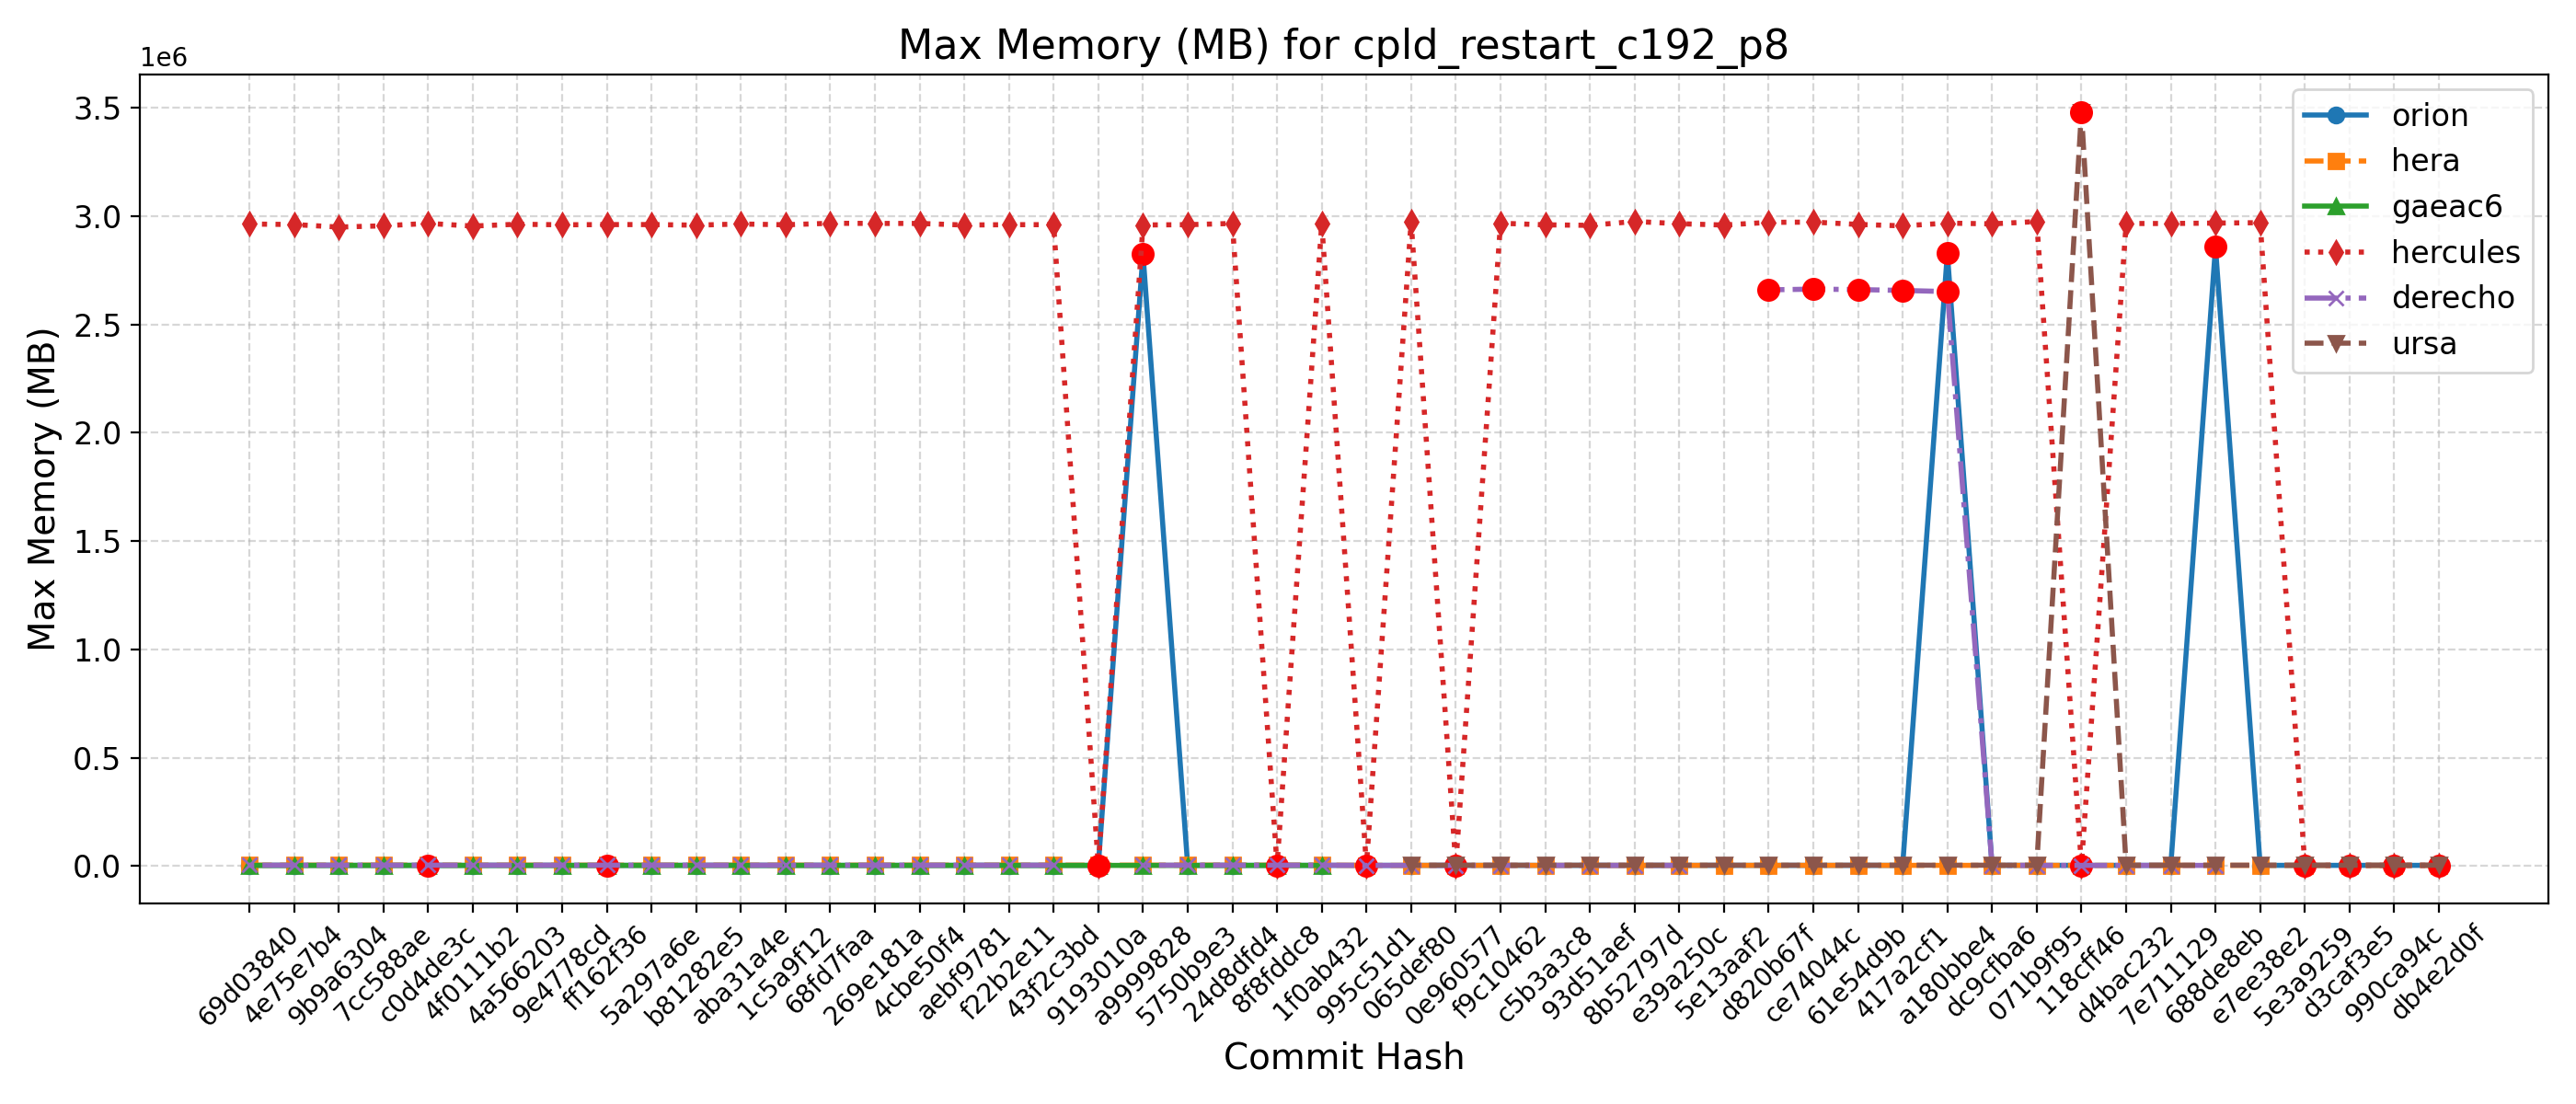 Max Memory (MB) for cpld_restart_c192_p8
1e6
3.5
3.0
2.5
2.0
1.5
1.0
0.5
0.0
Max Memory (MB)
orion
hera
gaeac6
hercules
derecho
ursa
69d03840
4e75e7b4
9b9a6304
7cc588ae
c0d4de3c
4f0111b2
4a566203
9e4778cd
ff162f36
5a297a6e
b81282e5
aba31a4e
1c5a9f12
68fd7faa
269e181a
4cbe50f4
aebf9781
f22b2e11
43f2c3bd
9193010a
a9999828
5750b9e3
24d8dfd4
8f8fddc8
1f0ab432
995c51d1
065def80
0e960577
f9c10462
c5b3a3c8
93d51aef
8b52797d
e39a250c
5e13aaf2
d820b67f
ce74044c
61e54d9b
417a2cf1
a180bbe4
dc9cfba6
071b9f95
118cff46
d4bac232
7e711129
688de8eb
e7ee38e2
5e3a9259
d3caf3e5
990ca94c
db4e2d0f
Commit Hash